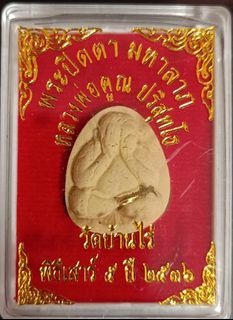 พระปิดตา มหาลาภ
หลวงพ่อคูณ ปริสุทโธ
วัดบ้านไร่
พิธีเสาร์ ๕ ปี ๒๕๓๖